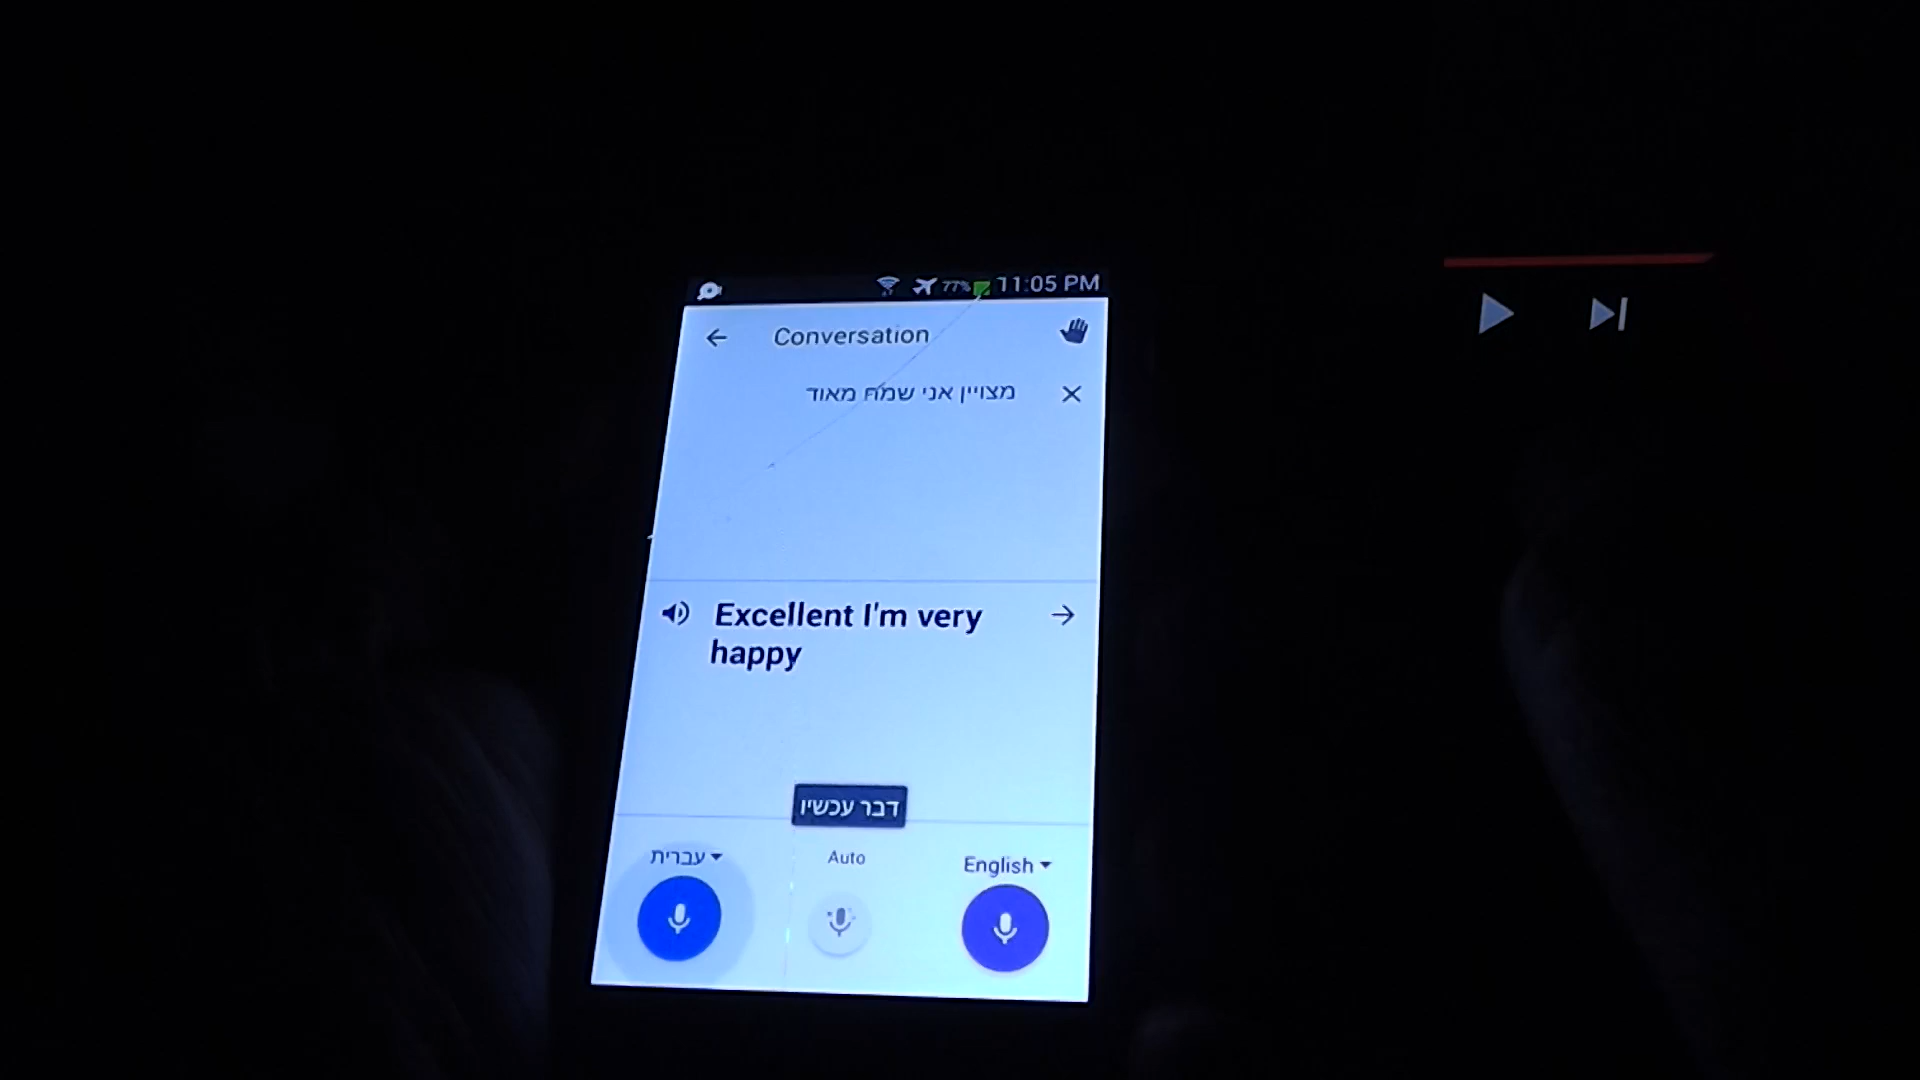 77% 11:05 PM
Conversation
מצויין אני שמח מאוד
Excellent I'm very
happy
דבר עכשיו
עברית
Auto
English